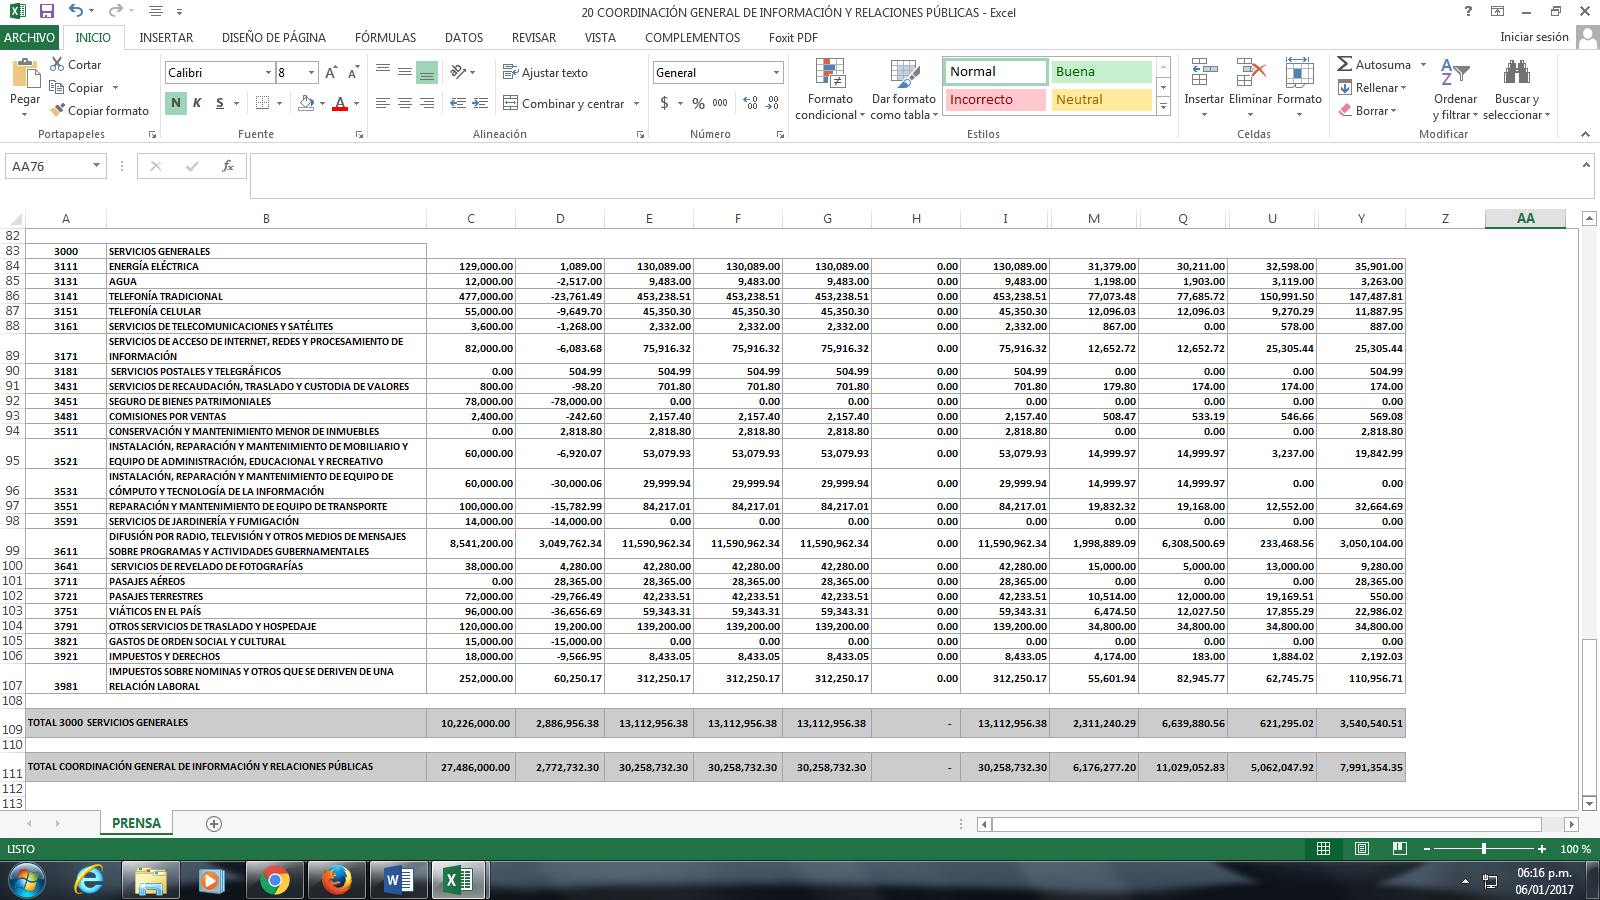 20 COORDINACIÓN GENERAL DE INFORMACIÓN Y RELACIONES PÚBLICAS - Excel
ARCHIVO INICIO INSERTAR DISEÑO DE PÁGINA FÓRMULAS DATOS REVISAR VISTA COMPLEMENTOS Foxit PDF Iniciar sesión
Pegar Cortar Copiar Copiar formato
Portapapeles
Calibri 8
N K S
Fuente
Ajustar texto
Combinar y centrar
Alineación
General
$ % 000
Número
Formato condicional
Dar formato como tabla
Normal Buena
Incorrecto Neutral
Estilos
Insertar Eliminar Formato
Celdas
Autosuma
Rellenar
Borrar
Ordenar y filtrar
Buscar y seleccionar
Modificar
AA76 fx
A B C D E F G H I M Q U Y Z AA
82
83 3000 SERVICIOS GENERALES
84 3111 ENERGÍA ELÉCTRICA 129,000.00 1,089.00 130,089.00 130,089.00 130,089.00 0.00 130,089.00 31,379.00 30,211.00 32,598.00 35,901.00
85 3131 AGUA 12,000.00 -2,517.00 9,483.00 9,483.00 9,483.00 0.00 9,483.00 1,198.00 1,903.00 3,119.00 3,263.00
86 3141 TELEFONÍA TRADICIONAL 477,000.00 -23,761.49 453,238.51 453,238.51 453,238.51 0.00 453,238.51 77,073.48 77,685.72 150,991.50 147,487.81
87 3151 TELEFONÍA CELULAR 55,000.00 -9,649.70 45,350.30 45,350.30 45,350.30 0.00 45,350.30 12,096.03 12,096.03 9,270.29 11,887.95
88 3161 SERVICIOS DE TELECOMUNICACIONES Y SATÉLITES 3,600.00 -1,268.00 2,332.00 2,332.00 2,332.00 0.00 2,332.00 867.00 0.00 578.00 887.00
89 3171 SERVICIOS DE ACCESO DE INTERNET, REDES Y PROCESAMIENTO DE INFORMACIÓN 82,000.00 -6,083.68 75,916.32 75,916.32 75,916.32 0.00 75,916.32 12,652.72 12,652.72 25,305.44 25,305.44
90 3181 SERVICIOS POSTALES Y TELEGRÁFICOS 0.00 504.99 504.99 504.99 504.99 0.00 504.99 0.00 0.00 0.00 504.99
91 3431 SERVICIOS DE RECAUDACIÓN, TRASLADO Y CUSTODIA DE VALORES 800.00 -98.20 701.80 701.80 701.80 0.00 701.80 179.80 174.00 174.00 174.00
92 3451 SEGURO DE BIENES PATRIMONIALES 78,000.00 -78,000.00 0.00 0.00 0.00 0.00 0.00 0.00 0.00 0.00 0.00
93 3481 COMISIONES POR VENTAS 2,400.00 -242.60 2,157.40 2,157.40 2,157.40 0.00 2,157.40 508.47 533.19 546.66 569.08
94 3511 CONSERVACIÓN Y MANTENIMIENTO MENOR DE INMUEBLES 0.00 2,818.80 2,818.80 2,818.80 2,818.80 0.00 2,818.80 0.00 0.00 0.00 2,818.80
95 3521 INSTALACIÓN, REPARACIÓN Y MANTENIMIENTO DE MOBILIARIO Y EQUIPO DE ADMINISTRACIÓN, EDUCACIONAL Y RECREATIVO 60,000.00 -6,920.07 53,079.93 53,079.93 53,079.93 0.00 53,079.93 14,999.97 14,999.97 3,237.00 19,842.99
96 3531 INSTALACIÓN, REPARACIÓN Y MANTENIMIENTO DE EQUIPO DE CÓMPUTO Y TECNOLOGÍA DE LA INFORMACIÓN 60,000.00 -30,000.06 29,999.94 29,999.94 29,999.94 0.00 29,999.94 14,999.97 14,999.97 0.00 0.00
97 3551 REPARACIÓN Y MANTENIMIENTO DE EQUIPO DE TRANSPORTE 100,000.00 -15,782.99 84,217.01 84,217.01 84,217.01 0.00 84,217.01 19,832.32 19,168.00 12,552.00 32,664.69
98 3591 SERVICIOS DE JARDINERÍA Y FUMIGACIÓN 14,000.00 -14,000.00 0.00 0.00 0.00 0.00 0.00 0.00 0.00 0.00 0.00
99 3611 DIFUSIÓN POR RADIO, TELEVISIÓN Y OTROS MEDIOS DE MENSAJES SOBRE PROGRAMAS Y ACTIVIDADES GUBERNAMENTALES 8,541,200.00 3,049,762.34 11,590,962.34 11,590,962.34 11,590,962.34 0.00 11,590,962.34 1,998,889.09 6,308,500.69 233,468.56 3,050,104.00
100 3641 SERVICIOS DE REVELADO DE FOTOGRAFÍAS 38,000.00 4,280.00 42,280.00 42,280.00 42,280.00 0.00 42,280.00 15,000.00 5,000.00 13,000.00 9,280.00
101 3711 PASAJES AÉREOS 0.00 28,365.00 28,365.00 28,365.00 28,365.00 0.00 28,365.00 0.00 0.00 0.00 28,365.00
102 3721 PASAJES TERRESTRES 72,000.00 -29,766.49 42,233.51 42,233.51 42,233.51 0.00 42,233.51 10,514.00 12,000.00 19,169.51 550.00
103 3751 VIÁTICOS EN EL PAÍS 96,000.00 -36,656.69 59,343.31 59,343.31 59,343.31 0.00 59,343.31 6,474.50 12,027.50 17,855.29 22,986.02
104 3791 OTROS SERVICIOS DE TRASLADO Y HOSPEDAJE 120,000.00 19,200.00 139,200.00 139,200.00 139,200.00 0.00 139,200.00 34,800.00 34,800.00 34,800.00 34,800.00
105 3821 GASTOS DE ORDEN SOCIAL Y CULTURAL 15,000.00 -15,000.00 0.00 0.00 0.00 0.00 0.00 0.00 0.00 0.00 0.00
106 3921 IMPUESTOS Y DERECHOS 18,000.00 -9,566.95 8,433.05 8,433.05 8,433.05 0.00 8,433.05 4,174.00 183.00 1,884.02 2,192.03
107 3981 IMPUESTOS SOBRE NOMINAS Y OTROS QUE SE DERIVEN DE UNA RELACIÓN LABORAL 252,000.00 60,250.17 312,250.17 312,250.17 312,250.17 0.00 312,250.17 55,601.94 82,945.77 62,745.75 110,956.71
108
109 TOTAL 3000 SERVICIOS GENERALES 10,226,000.00 2,886,956.38 13,112,956.38 13,112,956.38 13,112,956.38 - 13,112,956.38 2,311,240.29 6,639,880.56 621,295.02 3,540,540.51
110
111 TOTAL COORDINACIÓN GENERAL DE INFORMACIÓN Y RELACIONES PÚBLICAS 27,486,000.00 2,772,732.30 30,258,732.30 30,258,732.30 30,258,732.30 - 30,258,732.30 6,176,277.20 11,029,052.83 5,062,047.92 7,991,354.35
112
113
PRENSA
LISTO 100 %
06:16 p.m.
06/01/2017